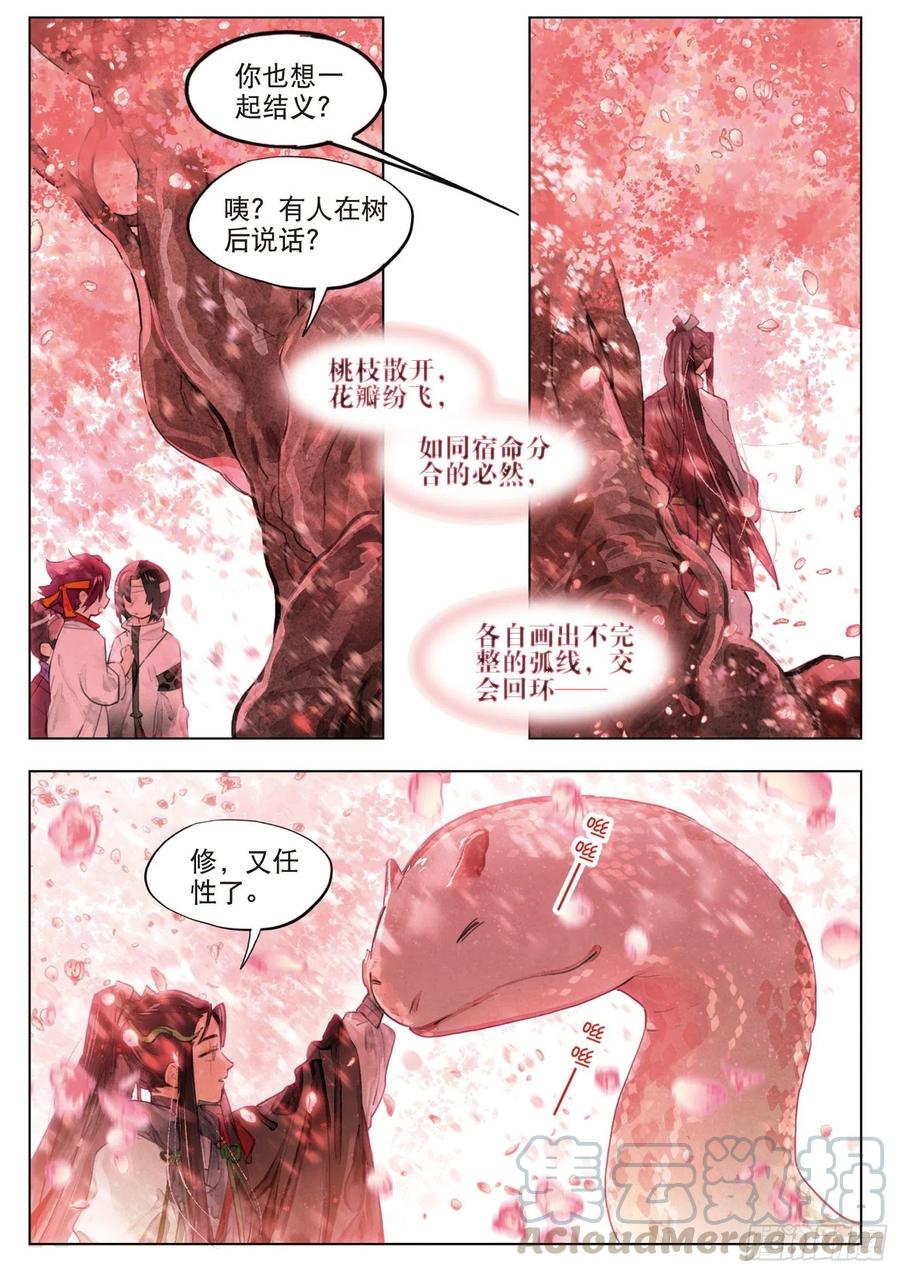 你也想一
起结义？
咦？有人在树
后说话？
桃枝散开，
花瓣纷飞，
如同宿命分
合的必然，
各自画出不完
整的弧线，交
会回环——
修，又任
性了。
集云数据
AcloudMerge.com